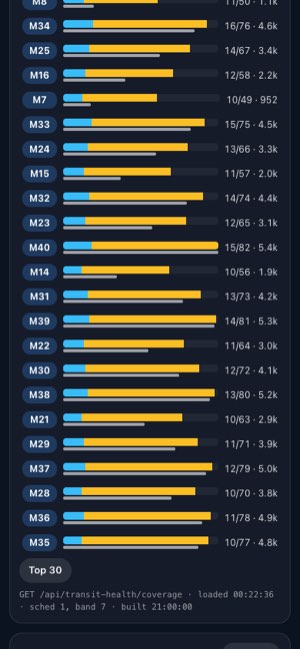 M8 11/50 · 1.1k
M34 16/76 · 4.6k
M25 14/67 · 3.4k
M16 12/58 · 2.2k
M7 10/49 · 952
M33 15/75 · 4.5k
M24 13/66 · 3.3k
M15 11/57 · 2.0k
M32 14/74 · 4.4k
M23 12/65 · 3.1k
M40 15/82 · 5.4k
M14 10/56 · 1.9k
M31 13/73 · 4.2k
M39 14/81 · 5.3k
M22 11/64 · 3.0k
M30 12/72 · 4.1k
M38 13/80 · 5.2k
M21 10/63 · 2.9k
M29 11/71 · 3.9k
M37 12/79 · 5.0k
M28 10/70 · 3.8k
M36 11/78 · 4.9k
M35 10/77 · 4.8k
Top 30
GET /api/transit-health/coverage · loaded 00:22:36
· sched 1, band 7 · built 21:00:00